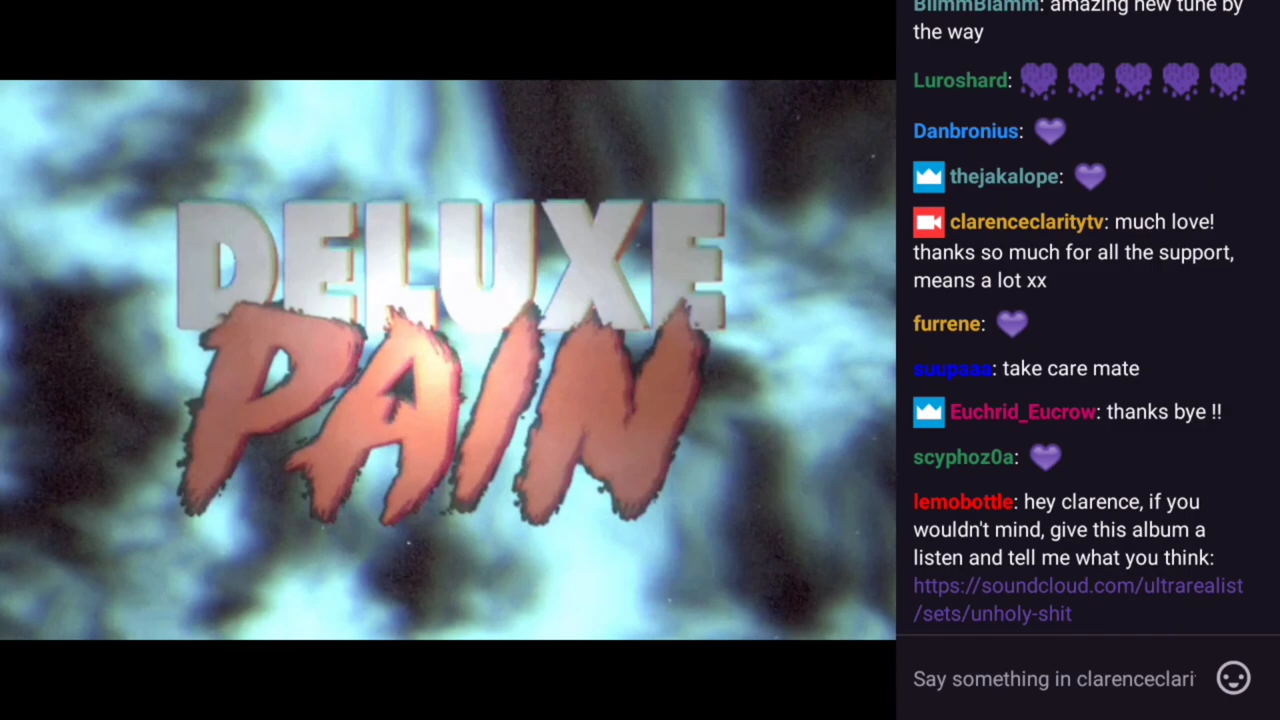 DELUXE
PAIN
BlimmBlamm: amazing new tune by
the way
Luroshard:
Danbronius:
thejakalope:
clarenceclaritytv: much love!
thanks so much for all the support,
means a lot xx
furrene:
suupaaa: take care mate
Euchrid_Eucrow: thanks bye !!
scyphoz0a:
lemobottle: hey clarence, if you
wouldn't mind, give this album a
listen and tell me what you think:
https://soundcloud.com/ultrarealist
/sets/unholy-shit
Say something in clarenceclari